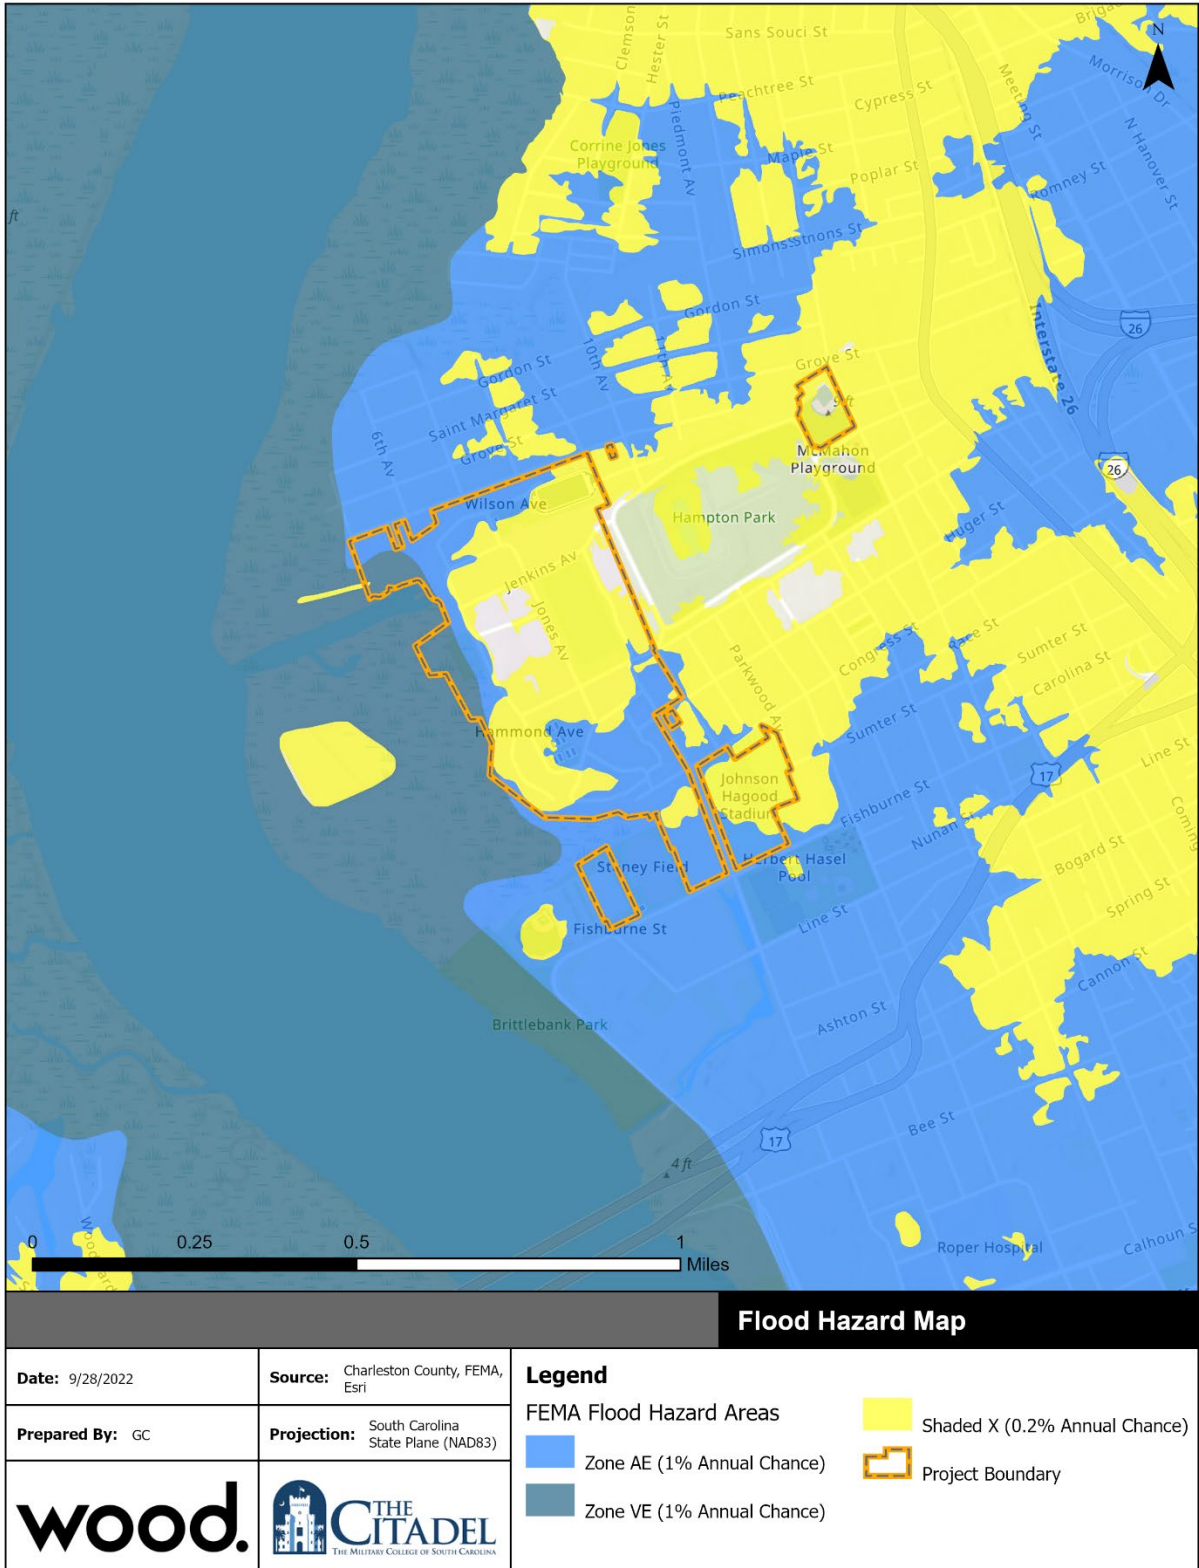 N
Clemson
Hester St
Sans Souci St
Meeting St
Morrison Dr
N Hanover St
Peachtree St
Cypress St
Piedmont Av
Corrine Jones
Playground
Maple St
Poplar St
Romney St
ft
Gordon St
Interstate 26
26
10th Av
11th Av
Grove St
Gordon St
Saint Margaret St
9 ft
6th Av
Grove St
McMahon
Playground
26
Wilson Ave
Hampton Park
Huger St
Jenkins Av
Jones Av
Race St
Congress St
Sumter St
Carolina St
Parkwood Av
Hammond Ave
Sumter St
Line St
17
Johnson
Hagood
Stadium
Fishburne St
Nunan St
Coming
Bogard St
Stoney Field
Herbert Hasel
Pool
Spring St
Fishburne St
Line St
Cannon St
Brittlebank Park
Ashton St
Bee St
17
4 ft
Roper Hospital
Calhoun S
0 0.25 0.5 1
Miles
Flood Hazard Map
Date: 9/28/2022
Source: Charleston County, FEMA,
Esri
Prepared By: GC
Projection: South Carolina
State Plane (NAD83)
Legend
FEMA Flood Hazard Areas
Zone AE (1% Annual Chance)
Zone VE (1% Annual Chance)
Shaded X (0.2% Annual Chance)
Project Boundary
wood.
THE
CITADEL
THE MILITARY COLLEGE OF SOUTH CAROLINA